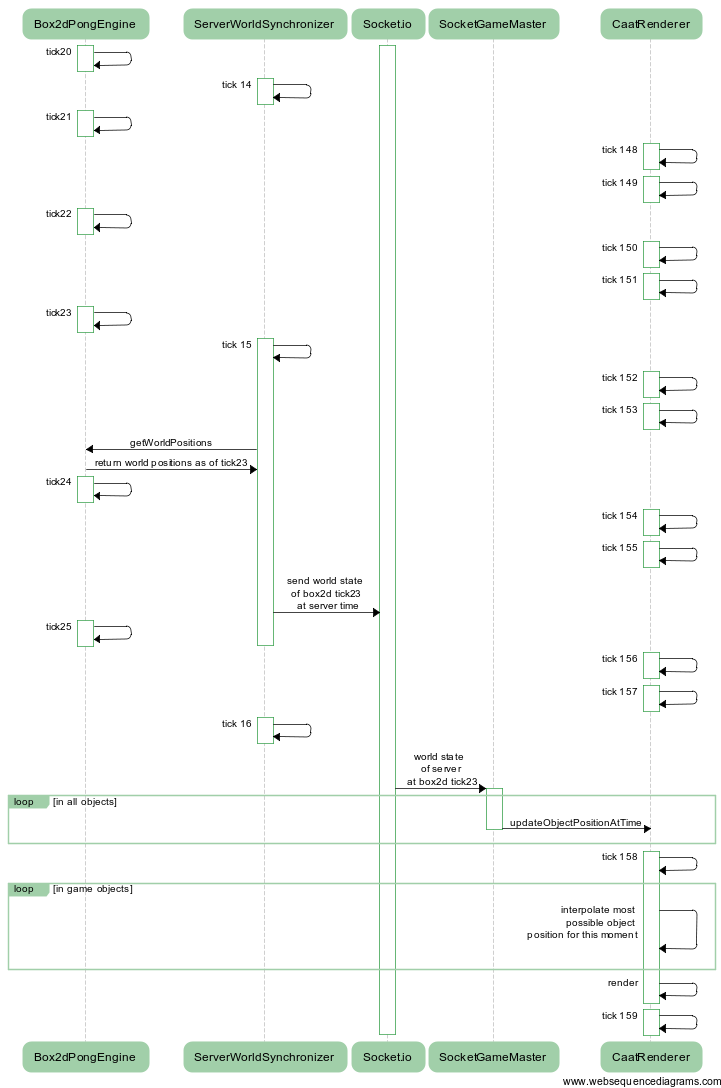 Box2dPongEngine
ServerWorldSynchronizer
Socket.io
SocketGameMaster
CaatRenderer
tick20
tick 14
tick21
tick 148
tick 149
tick22
tick 150
tick 151
tick23
tick 15
tick 152
tick 153
getWorldPositions
return world positions as of tick23
tick24
tick 154
tick 155
send world state
of box2d tick23
at server time
tick25
tick 156
tick 157
tick 16
world state
of server
at box2d tick23
loop
[in all objects]
updateObjectPositionAtTime
tick 158
loop
[in game objects]
interpolate most
possible object
position for this moment
render
tick 159
Box2dPongEngine
ServerWorldSynchronizer
Socket.io
SocketGameMaster
CaatRenderer
www.websequencediagrams.com